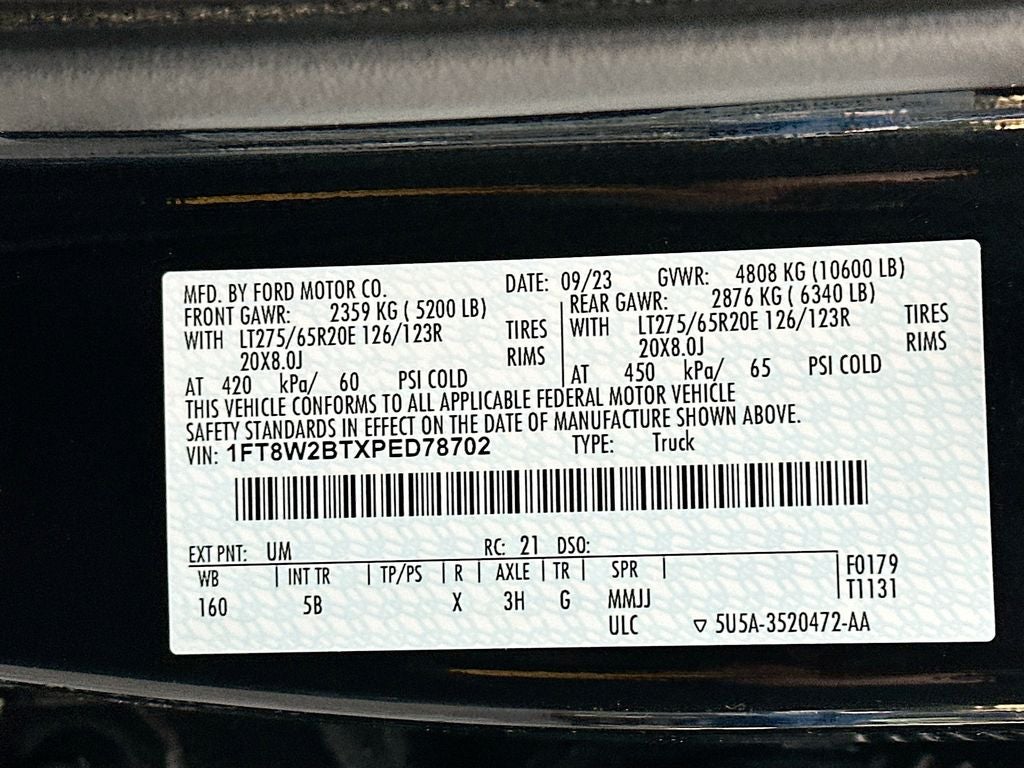 MFD. BY FORD MOTOR CO. DATE: 09/23 GVWR: 4808 KG (10600 LB)
FRONT GAWR: 2359 KG ( 5200 LB) REAR GAWR: 2876 KG ( 6340 LB)
WITH LT275/65R20E 126/123R TIRES WITH LT275/65R20E 126/123R TIRES
20X8.0J RIMS 20X8.0J RIMS
AT 420 kPa/ 60 PSI COLD AT 450 kPa/ 65 PSI COLD
THIS VEHICLE CONFORMS TO ALL APPLICABLE FEDERAL MOTOR VEHICLE
SAFETY STANDARDS IN EFFECT ON THE DATE OF MANUFACTURE SHOWN ABOVE.
VIN: 1FT8W2BTXPED78702 TYPE: Truck
EXT PNT: UM RC: 21 DSO:
WB | INT TR | TP/PS | R | AXLE | TR | SPR | F0179
160 5B X 3H G MMJJ T1131
ULC ▽ 5U5A-3520472-AA